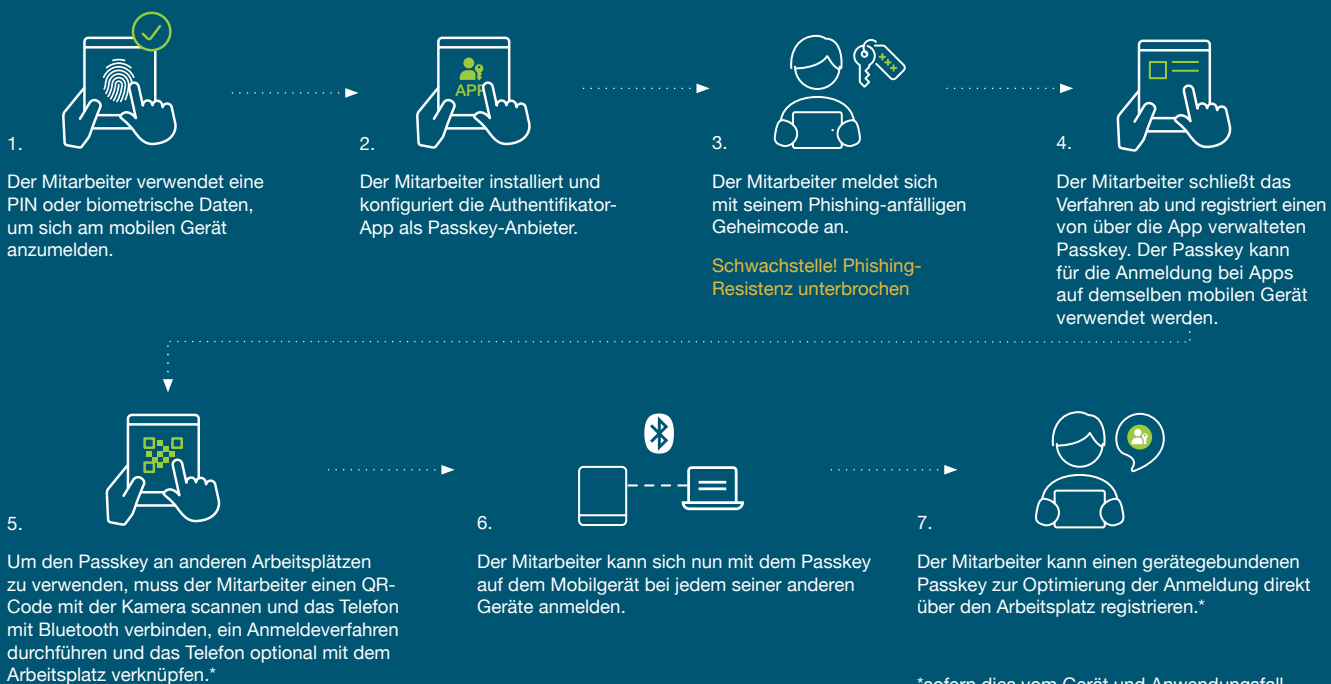 APP
***
1.
Der Mitarbeiter verwendet eine
PIN oder biometrische Daten,
um sich am mobilen Gerät
anzumelden.
2.
Der Mitarbeiter installiert und
konfiguriert die Authentifikator-
App als Passkey-Anbieter.
3.
Der Mitarbeiter meldet sich
mit seinem Phishing-anfälligen
Geheimcode an.
Schwachstelle! Phishing-
Resistenz unterbrochen
4.
Der Mitarbeiter schließt das
Verfahren ab und registriert einen
von über die App verwalteten
Passkey. Der Passkey kann
für die Anmeldung bei Apps
auf demselben mobilen Gerät
verwendet werden.
5.
Um den Passkey an anderen Arbeitsplätzen
zu verwenden, muss der Mitarbeiter einen QR-
Code mit der Kamera scannen und das Telefon
mit Bluetooth verbinden, ein Anmeldeverfahren
durchführen und das Telefon optional mit dem
Arbeitsplatz verknüpfen.*
6.
Der Mitarbeiter kann sich nun mit dem Passkey
auf dem Mobilgerät bei jedem seiner anderen
Geräte anmelden.
7.
Der Mitarbeiter kann einen gerätegebundenen
Passkey zur Optimierung der Anmeldung direkt
über den Arbeitsplatz registrieren.*
*sofern dies vom Gerät und Anwendungsfall